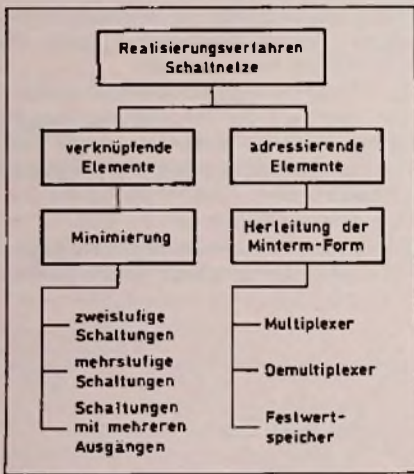 Realisierungsverfahren
Schaltnetze
verknüpfende
Elemente
adressierende
Elemente
Minimierung
Herleitung der
Minterm-Form
zweistufige
Schaltungen
mehrstufige
Schaltungen
Schaltungen
mit mehreren
Ausgängen
Multiplexer
Demultiplexer
Festwert-
speicher